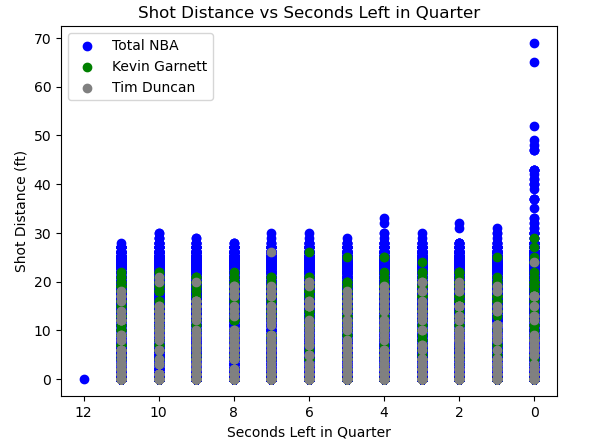 Shot Distance vs Seconds Left in Quarter
Total NBA
Kevin Garnett
Tim Duncan
Shot Distance (ft)
70
60
50
40
30
20
10
0
12 10 8 6 4 2 0
Seconds Left in Quarter